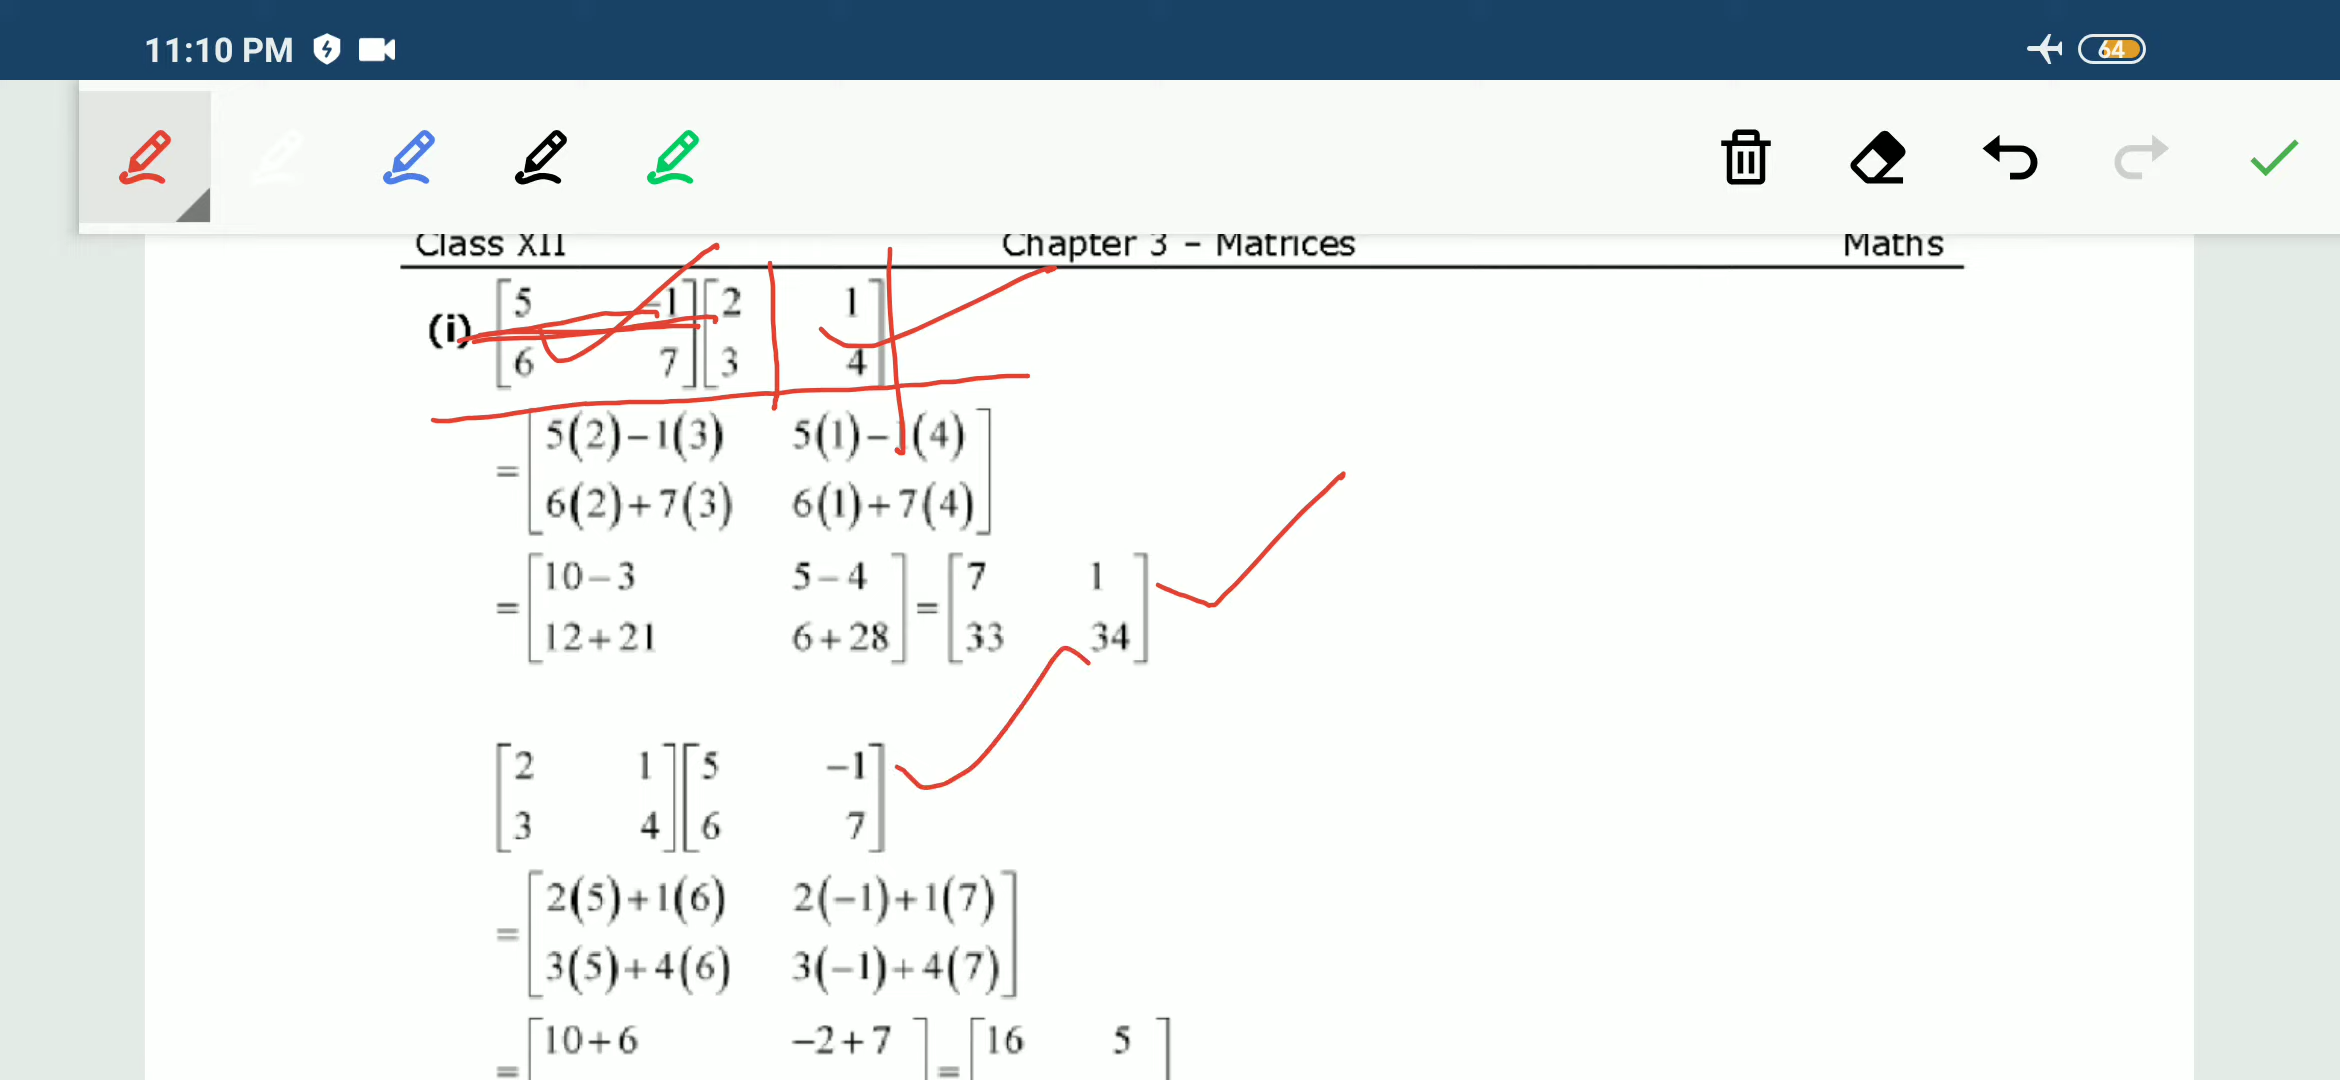 11:10 PM 64
Class XII Chapter 3 – Matrices Maths
(i) [5 −1; 6 7] [2 1; 3 4]
= [5(2)−1(3) 5(1)−1(4); 6(2)+7(3) 6(1)+7(4)]
= [10−3 5−4; 12+21 6+28] = [7 1; 33 34]
[2 1; 3 4] [5 −1; 6 7]
= [2(5)+1(6) 2(−1)+1(7); 3(5)+4(6) 3(−1)+4(7)]
= [10+6 −2+7] = [16 5]